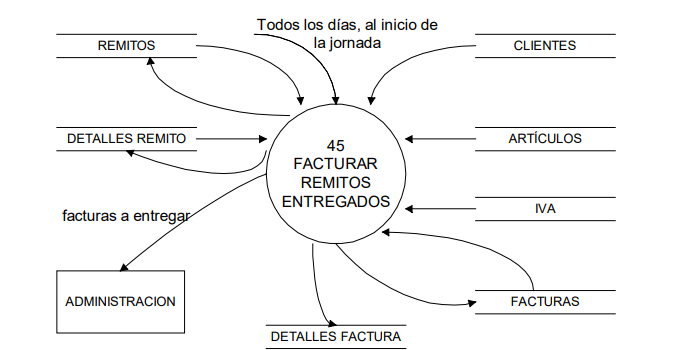 Todos los días, al inicio de
la jornada
REMITOS
CLIENTES
DETALLES REMITO
ARTÍCULOS
45
FACTURAR
REMITOS
ENTREGADOS
IVA
facturas a entregar
ADMINISTRACION
FACTURAS
DETALLES FACTURA